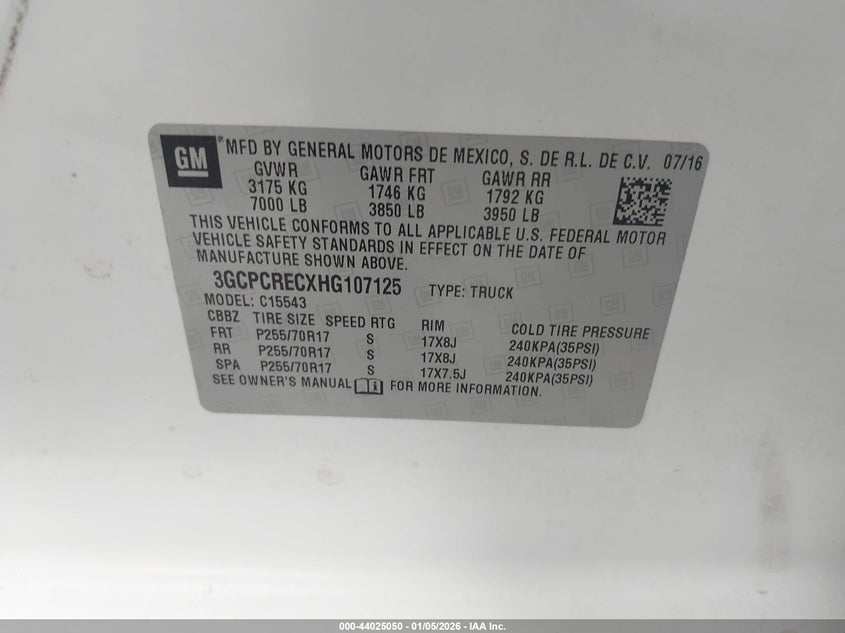 GM
MFD BY GENERAL MOTORS DE MEXICO, S. DE R.L. DE C.V. 07/16
GVWR GAWR FRT GAWR RR
3175 KG 1746 KG 1792 KG
7000 LB 3850 LB 3950 LB
THIS VEHICLE CONFORMS TO ALL APPLICABLE U.S. FEDERAL MOTOR
VEHICLE SAFETY STANDARDS IN EFFECT ON THE DATE OF
MANUFACTURE SHOWN ABOVE.
3GCPCRECXHG107125 TYPE: TRUCK
MODEL: C15543
CBBZ TIRE SIZE SPEED RTG RIM COLD TIRE PRESSURE
FRT P255/70R17 S 17X8J 240KPA(35PSI)
RR P255/70R17 S 17X8J 240KPA(35PSI)
SPA P255/70R17 S 17X7.5J 240KPA(35PSI)
SEE OWNER'S MANUAL FOR MORE INFORMATION.
000-44025050 - 01/05/2026 - IAA Inc.